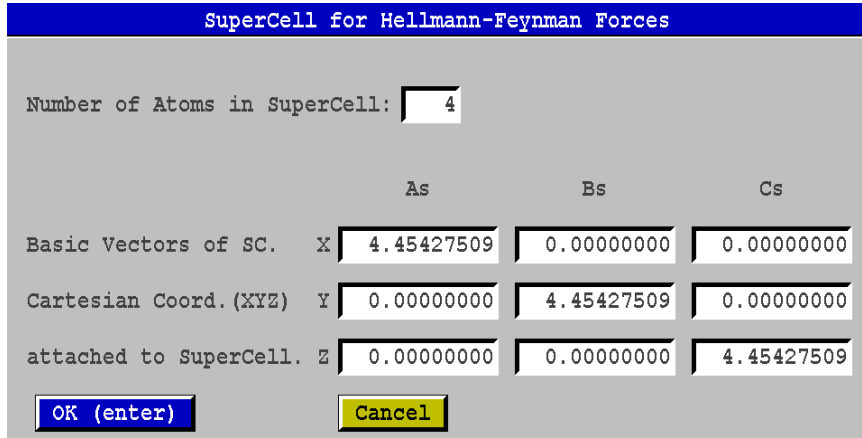 SuperCell for Hellmann-Feynman Forces
Number of Atoms in SuperCell: 4
As Bs Cs
Basic Vectors of SC. X 4.45427509 0.00000000 0.00000000
Cartesian Coord.(XYZ) Y 0.00000000 4.45427509 0.00000000
attached to SuperCell. Z 0.00000000 0.00000000 4.45427509
OK (enter) Cancel